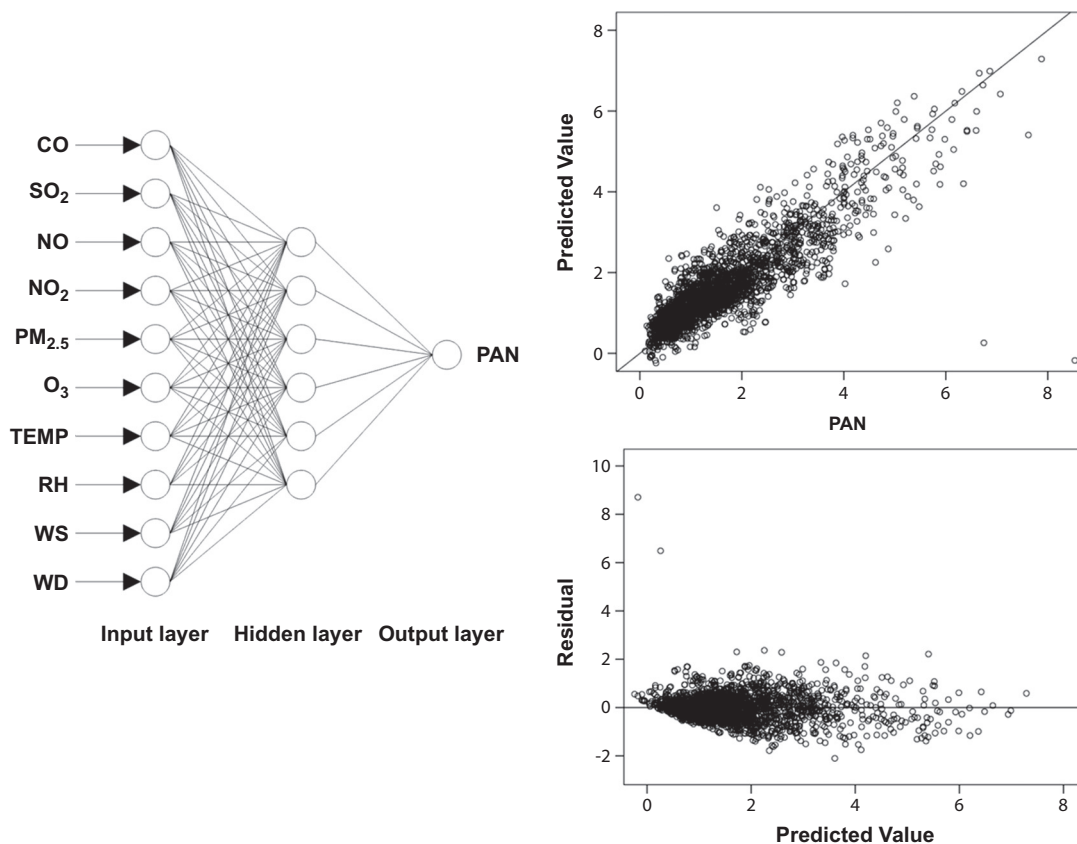 CO
SO2
NO
NO2
PM2.5
O3
TEMP
RH
WS
WD
PAN
Input layer Hidden layer Output layer
8
6
4
2
0
Predicted Value
0 2 4 6 8
PAN
10
8
6
4
2
0
-2
Residual
0 2 4 6 8
Predicted Value